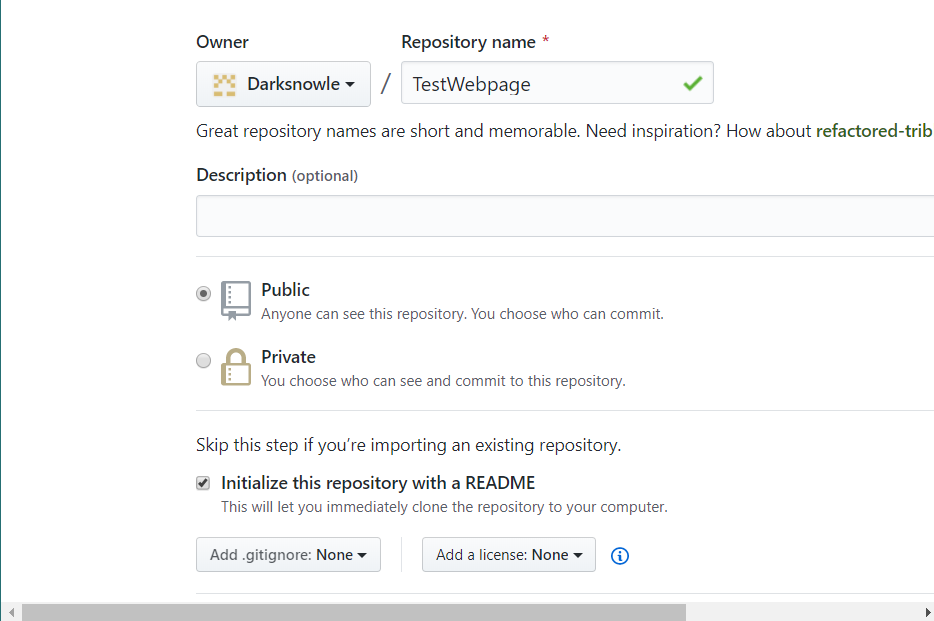 Owner
Repository name *
Darksnowle / TestWebpage
Great repository names are short and memorable. Need inspiration? How about refactored-trib
Description (optional)
Public
Anyone can see this repository. You choose who can commit.
Private
You choose who can see and commit to this repository.
Skip this step if you’re importing an existing repository.
Initialize this repository with a README
This will let you immediately clone the repository to your computer.
Add .gitignore: None
Add a license: None